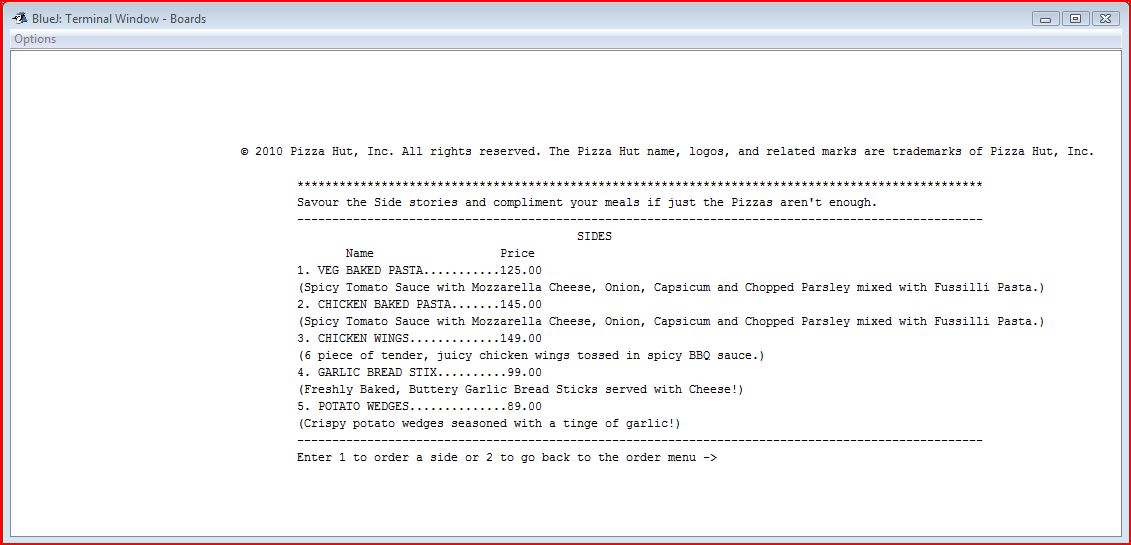 BlueJ: Terminal Window - Boards
Options
© 2010 Pizza Hut, Inc. All rights reserved. The Pizza Hut name, logos, and related marks are trademarks of Pizza Hut, Inc.
**************************************************************************************************
Savour the Side stories and compliment your meals if just the Pizzas aren't enough.
--------------------------------------------------------------------------------------------------
SIDES
Name Price
1. VEG BAKED PASTA...........125.00
(Spicy Tomato Sauce with Mozzarella Cheese, Onion, Capsicum and Chopped Parsley mixed with Fussilli Pasta.)
2. CHICKEN BAKED PASTA.......145.00
(Spicy Tomato Sauce with Mozzarella Cheese, Onion, Capsicum and Chopped Parsley mixed with Fussilli Pasta.)
3. CHICKEN WINGS.............149.00
(6 piece of tender, juicy chicken wings tossed in spicy BBQ sauce.)
4. GARLIC BREAD STIX..........99.00
(Freshly Baked, Buttery Garlic Bread Sticks served with Cheese!)
5. POTATO WEDGES..............89.00
(Crispy potato wedges seasoned with a tinge of garlic!)
--------------------------------------------------------------------------------------------------
Enter 1 to order a side or 2 to go back to the order menu ->